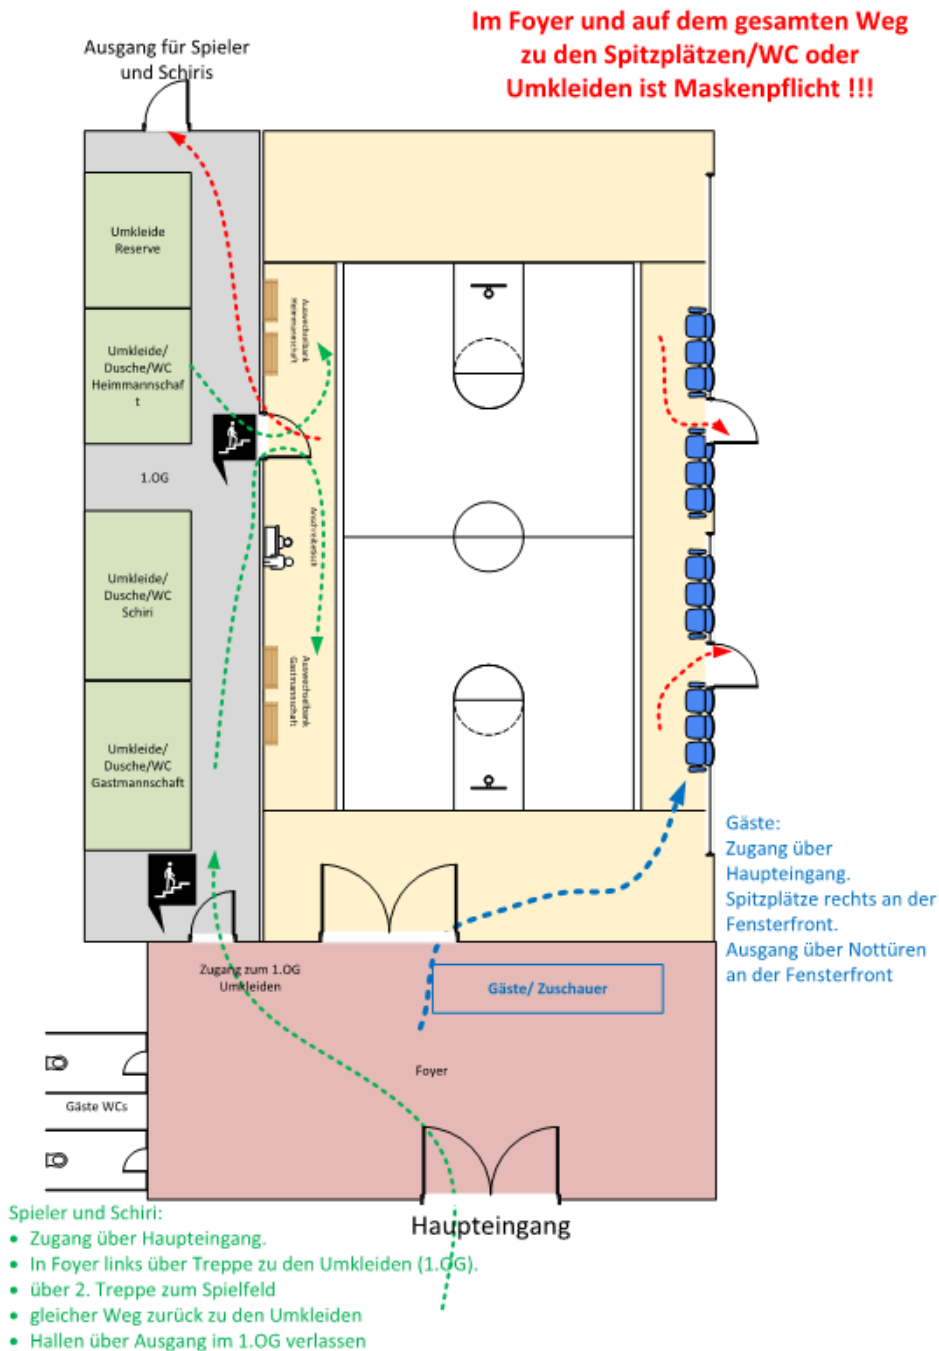 Im Foyer und auf dem gesamten Weg
zu den Spitzplätzen/WC oder
Umkleiden ist Maskenpflicht !!!
Ausgang für Spieler
und Schiris
Umkleide
Reserve
Umkleide/
Dusche/WC
Heimmannschaf
t
1.OG
Umkleide/
Dusche/WC
Schiri
Umkleide/
Dusche/WC
Gastmannschaft
Auswechselbank
Heimmannschaft
Anschreibetisch
Auswechselbank
Gastmannschaft
Gäste:
Zugang über
Haupteingang.
Spitzplätze rechts an der
Fensterfront.
Ausgang über Nottüren
an der Fensterfront
Zugang zum 1.OG
Umkleiden
Gäste/ Zuschauer
Foyer
Gäste WCs
Haupteingang
Spieler und Schiri:
• Zugang über Haupteingang.
• In Foyer links über Treppe zu den Umkleiden (1.OG).
• über 2. Treppe zum Spielfeld
• gleicher Weg zurück zu den Umkleiden
• Hallen über Ausgang im 1.OG verlassen